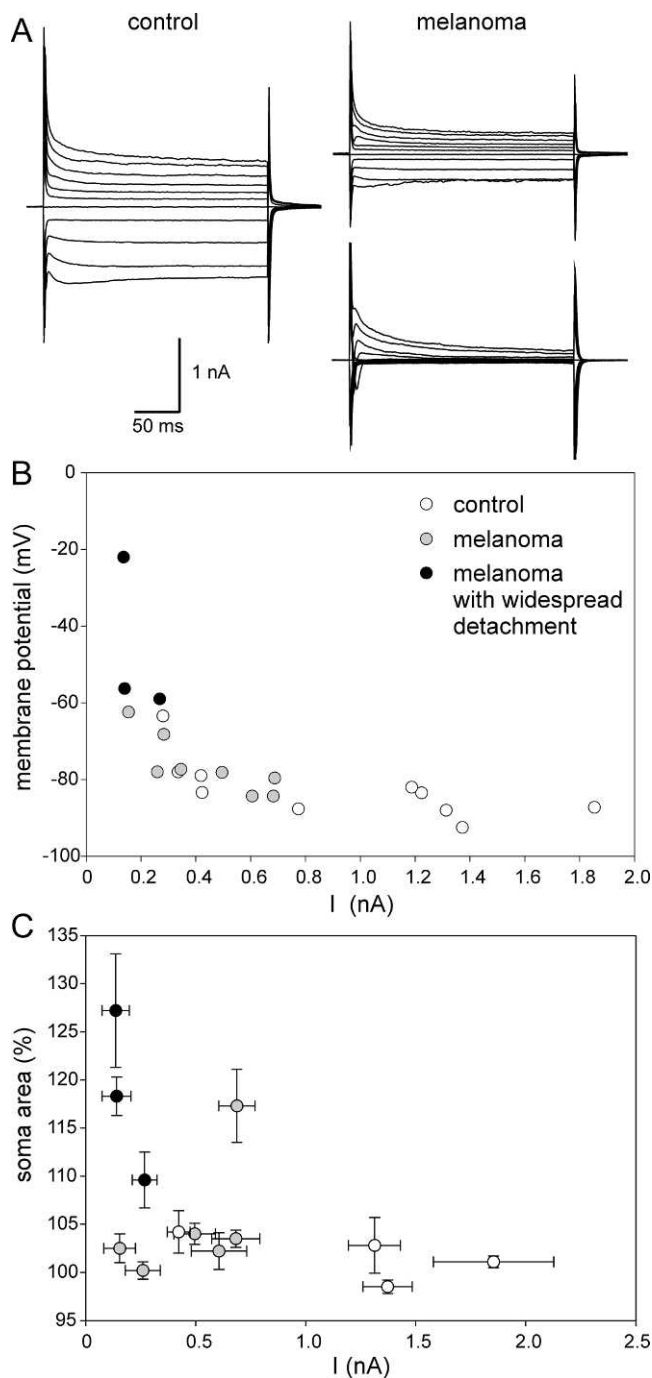 A
control
melanoma
1 nA
50 ms
B
0
-20
-40
-60
-80
-100
membrane potential (mV)
control
melanoma
melanoma
with widespread
detachment
0
0.2
0.4
0.6
0.8
1.0
1.2
1.4
1.6
1.8
2.0
I (nA)
C
135
130
125
120
115
110
105
100
95
soma area (%)
0
0.5
1.0
1.5
2.0
2.5
I (nA)